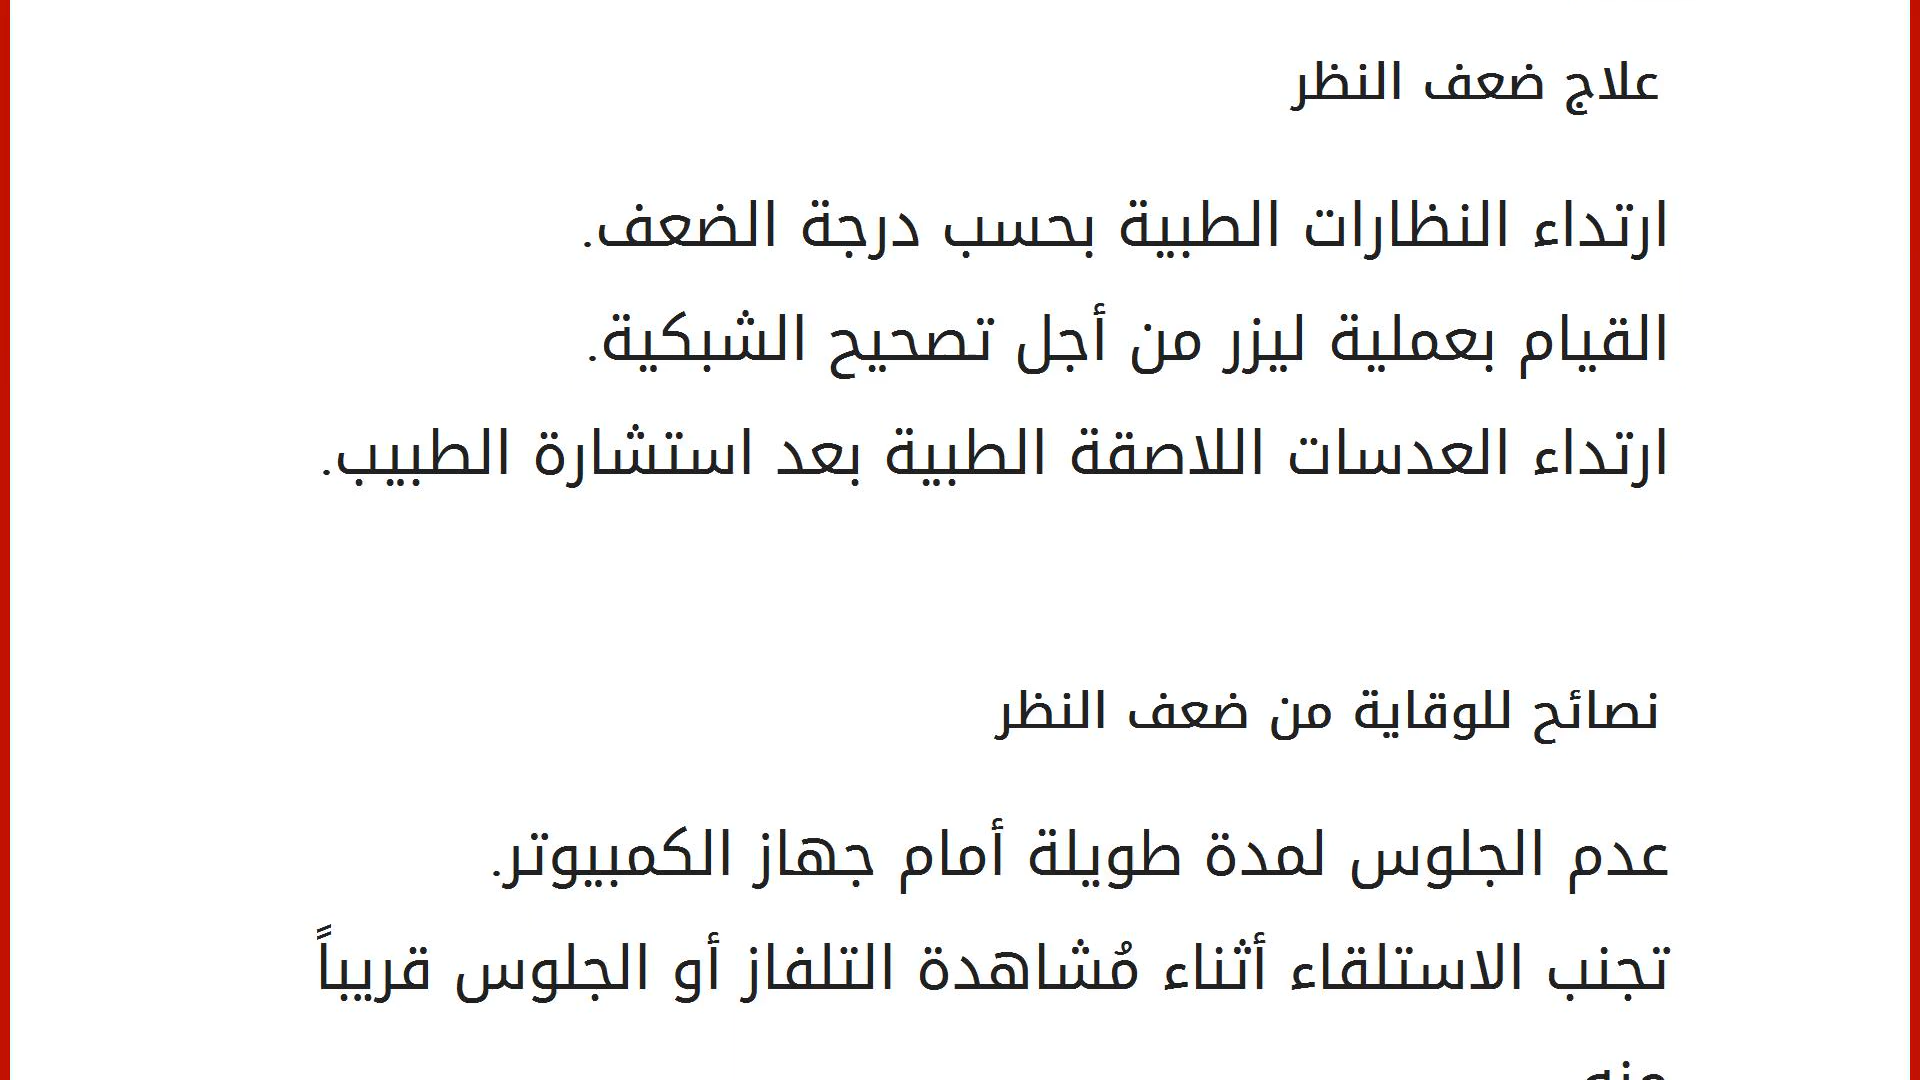 علاج ضعف النظر
ارتداء النظارات الطبية بحسب درجة الضعف.
القيام بعملية ليزر من أجل تصحيح الشبكية.
ارتداء العدسات اللاصقة الطبية بعد استشارة الطبيب.
نصائح للوقاية من ضعف النظر
عدم الجلوس لمدة طويلة أمام جهاز الكمبيوتر.
تجنب الاستلقاء أثناء مُشاهدة التلفاز أو الجلوس قريباً